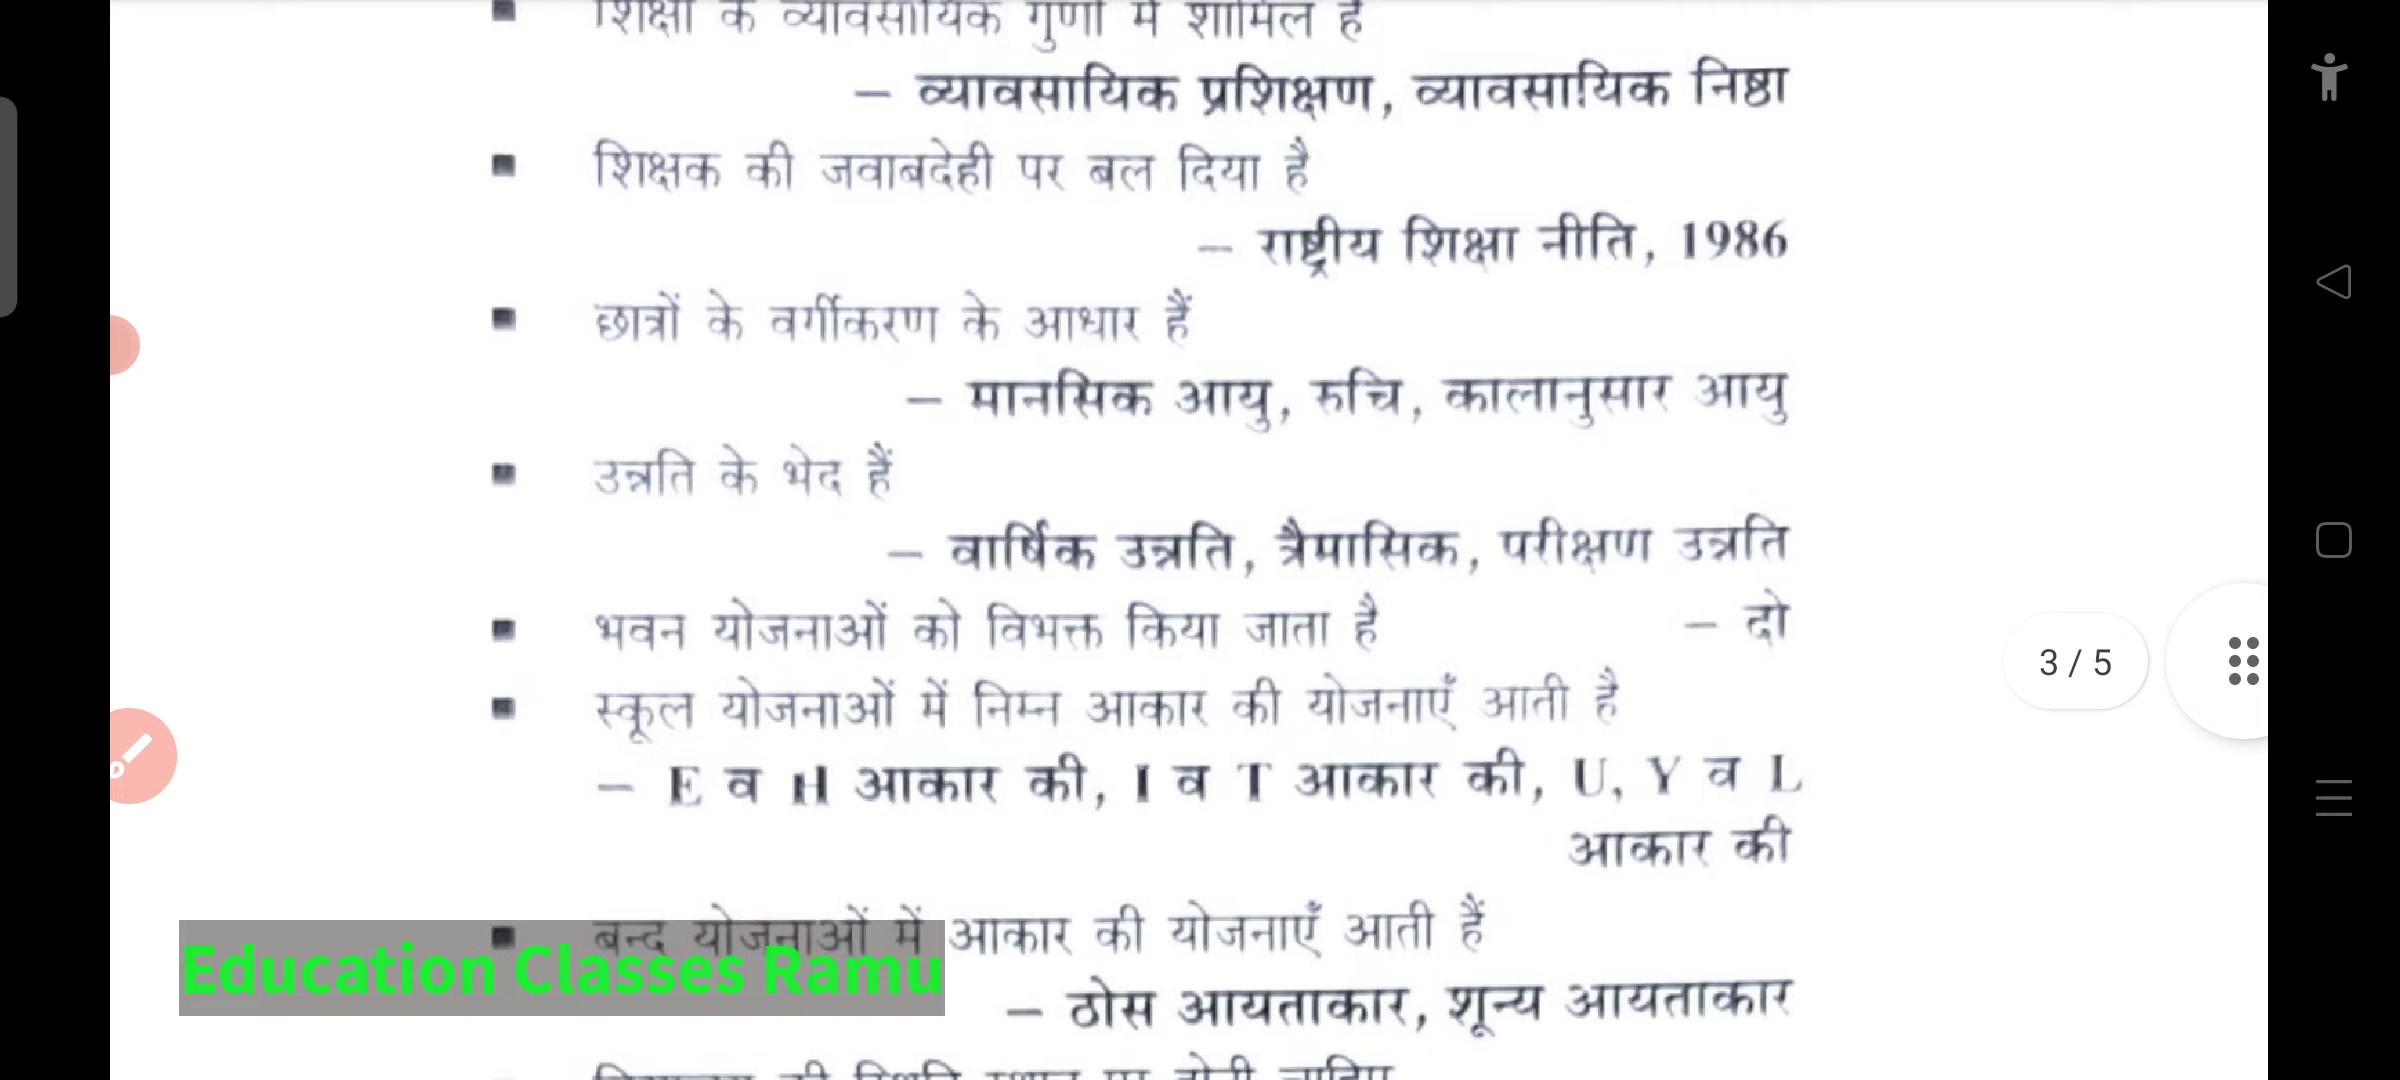 शिक्षा के व्यावसायिक गुणों में शामिल है
– व्यावसायिक प्रशिक्षण, व्यावसायिक निष्ठा
■ शिक्षक की जवाबदेही पर बल दिया है
– राष्ट्रीय शिक्षा नीति, 1986
■ छात्रों के वर्गीकरण के आधार हैं
– मानसिक आयु, रुचि, कालानुसार आयु
■ उन्नति के भेद हैं
– वार्षिक उन्नति, त्रैमासिक, परीक्षण उन्नति
■ भवन योजनाओं को विभक्त किया जाता है – दो
■ स्कूल योजनाओं में निम्न आकार की योजनाएँ आती है
– E व H आकार की, I व T आकार की, U, Y व L
आकार की
■ बन्द योजनाओं में आकार की योजनाएँ आती हैं
– ठोस आयताकार, शून्य आयताकार
3 / 5
Education Classes Ramu